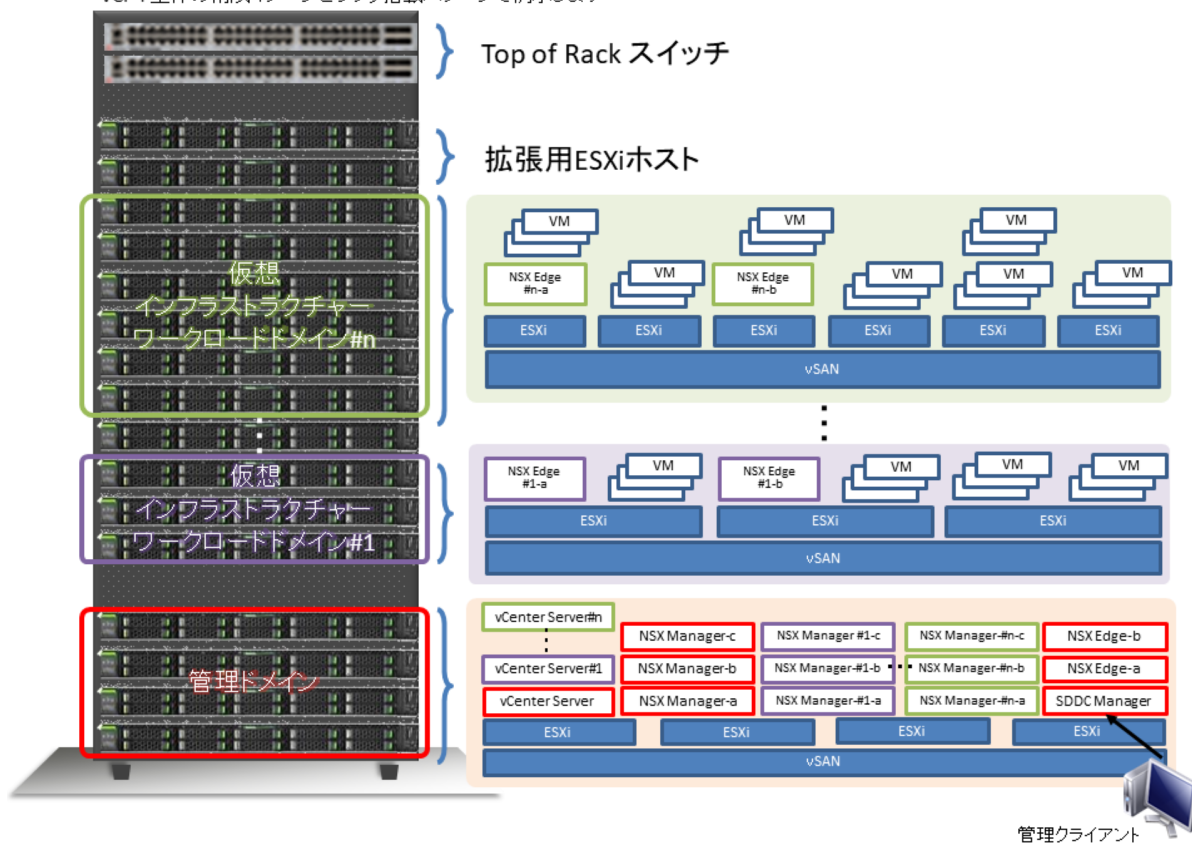 Top of Rack スイッチ
拡張用ESXiホスト
仮想
インフラストラクチャー
ワークロードドメイン#n
VM
VM
VM
NSX Edge
#n-a
VM
NSX Edge
#n-b
VM
VM
VM
ESXi
ESXi
ESXi
ESXi
ESXi
ESXi
vSAN
仮想
インフラストラクチャー
ワークロードドメイン#1
NSX Edge
#1-a
VM
NSX Edge
#1-b
VM
VM
VM
ESXi
ESXi
ESXi
vSAN
管理ドメイン
vCenter Server#n
NSX Manager-c
NSX Manager #1-c
NSX Manager-#n-c
NSX Edge-b
vCenter Server#1
NSX Manager-b
NSX Manager-#1-b
NSX Manager-#n-b
NSX Edge-a
vCenter Server
NSX Manager-a
NSX Manager-#1-a
NSX Manager-#n-a
SDDC Manager
ESXi
ESXi
ESXi
ESXi
vSAN
管理クライアント